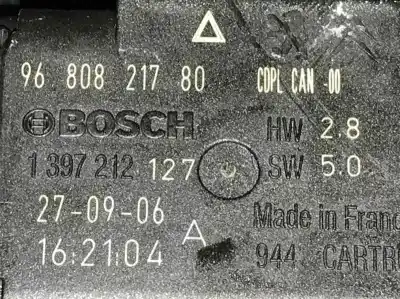 96 808 217 80 CDPL CAN -00
BOSCH HW 2.8
1 397 212 127 SW 5.0
27-09-06 Made in Franc
16:21:04 A 944 CARTR